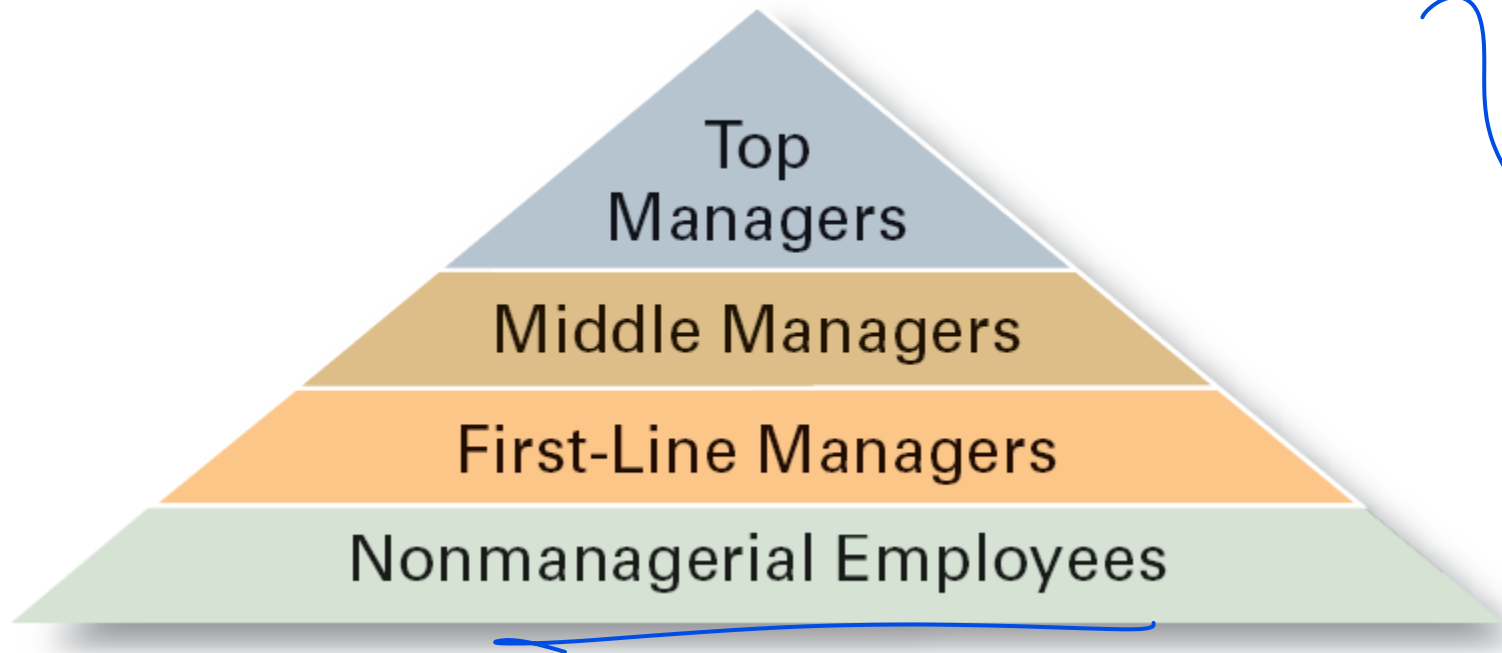 Top
Managers
Middle Managers
First-Line Managers
Nonmanagerial Employees